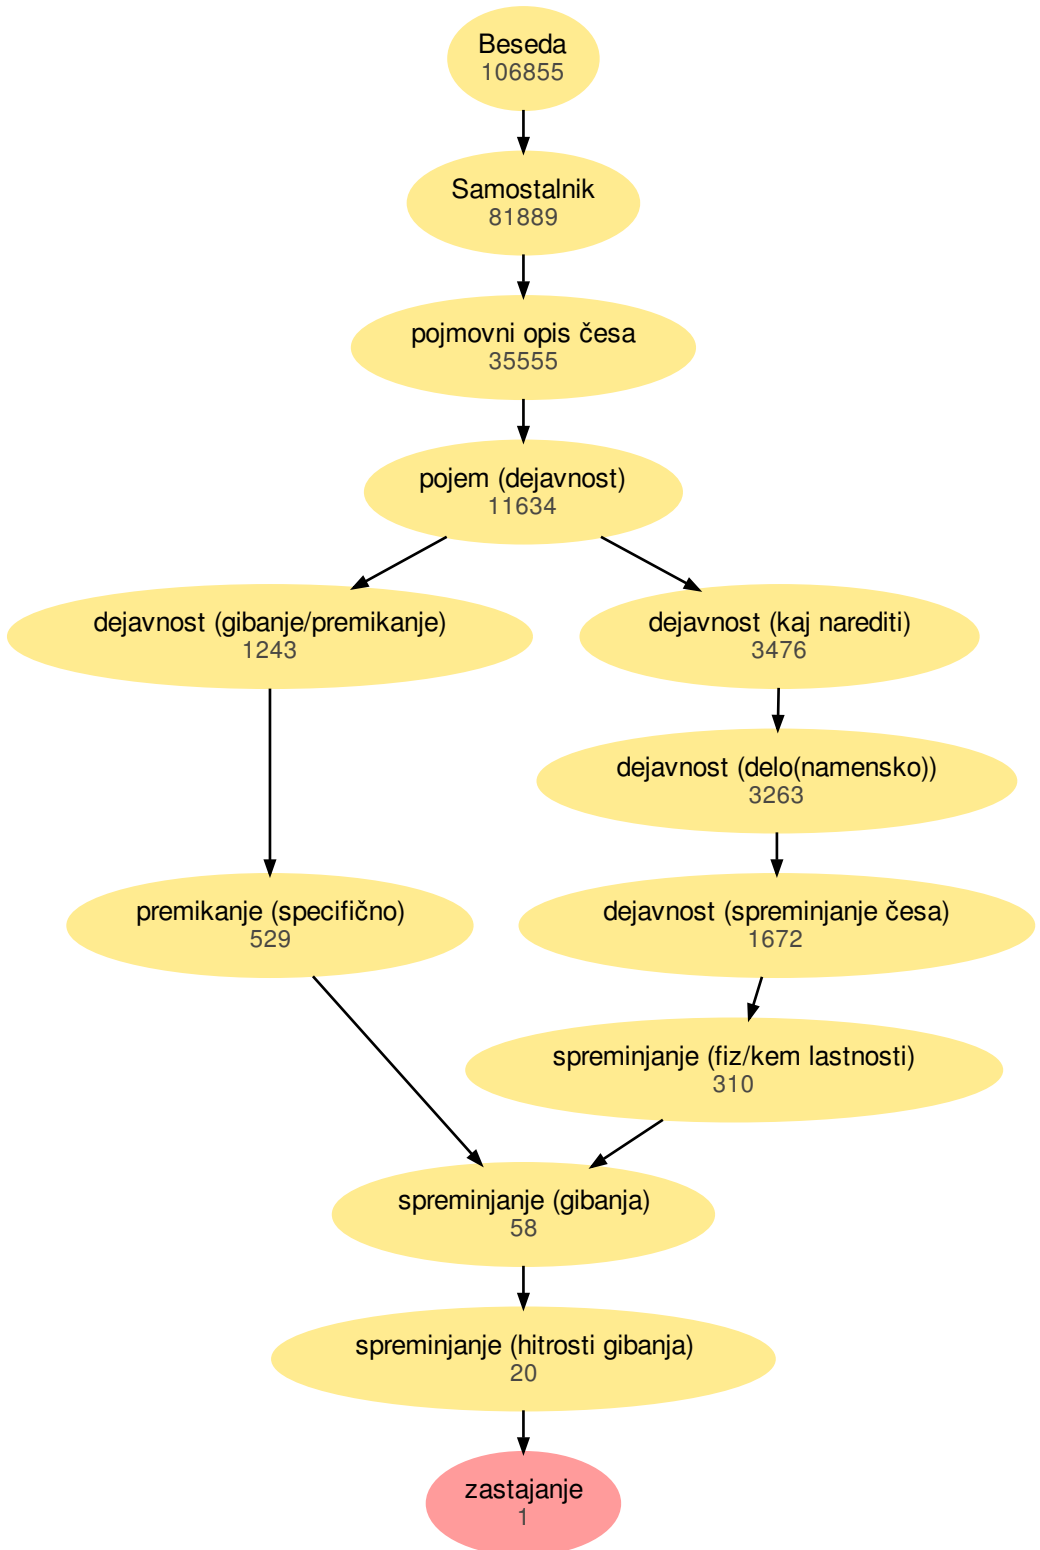 Beseda
106855
Samostalnik
81889
pojmovni opis česa
35555
pojem (dejavnost)
11634
dejavnost (gibanje/premikanje)
1243
dejavnost (kaj narediti)
3476
dejavnost (delo(namensko))
3263
premikanje (specifično)
529
dejavnost (spreminjanje česa)
1672
spreminjanje (fiz/kem lastnosti)
310
spreminjanje (gibanja)
58
spreminjanje (hitrosti gibanja)
20
zastajanje
1